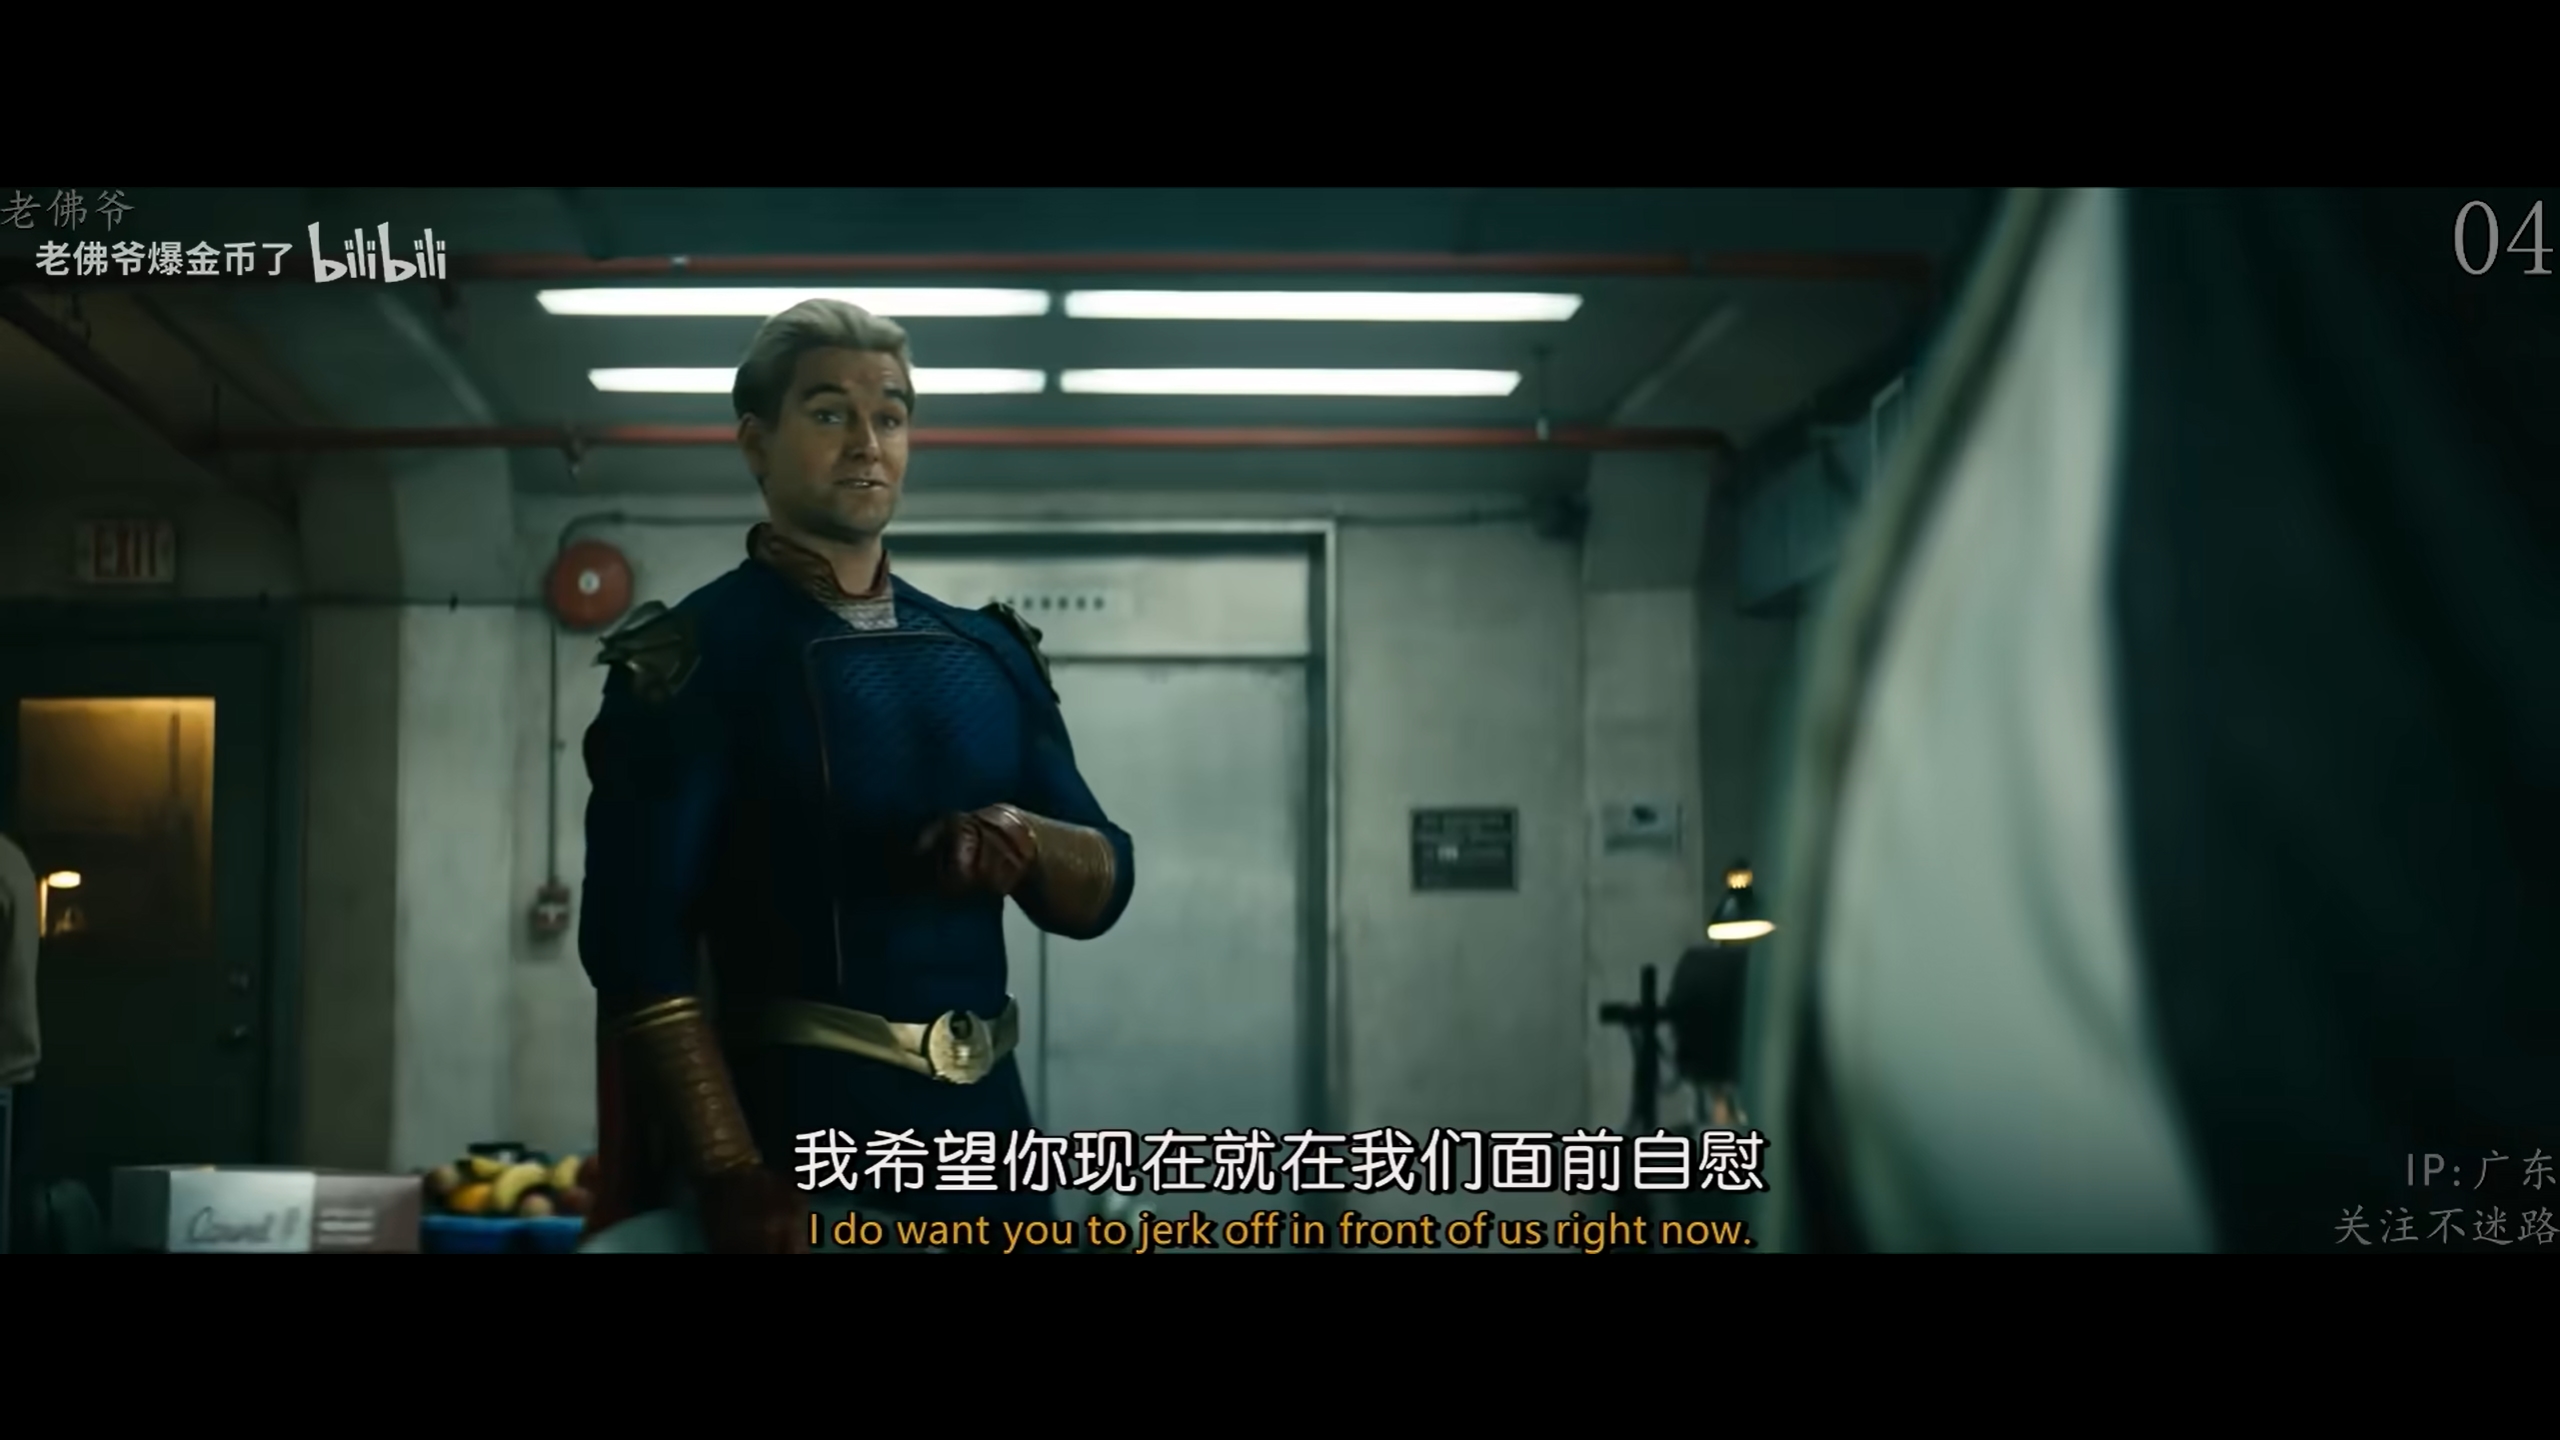 老佛爷
老佛爷爆金币了 bilibili
04
EXIT
我希望你现在就在我们面前自慰
I do want you to jerk off in front of us right now.
IP:广东
关注不迷路